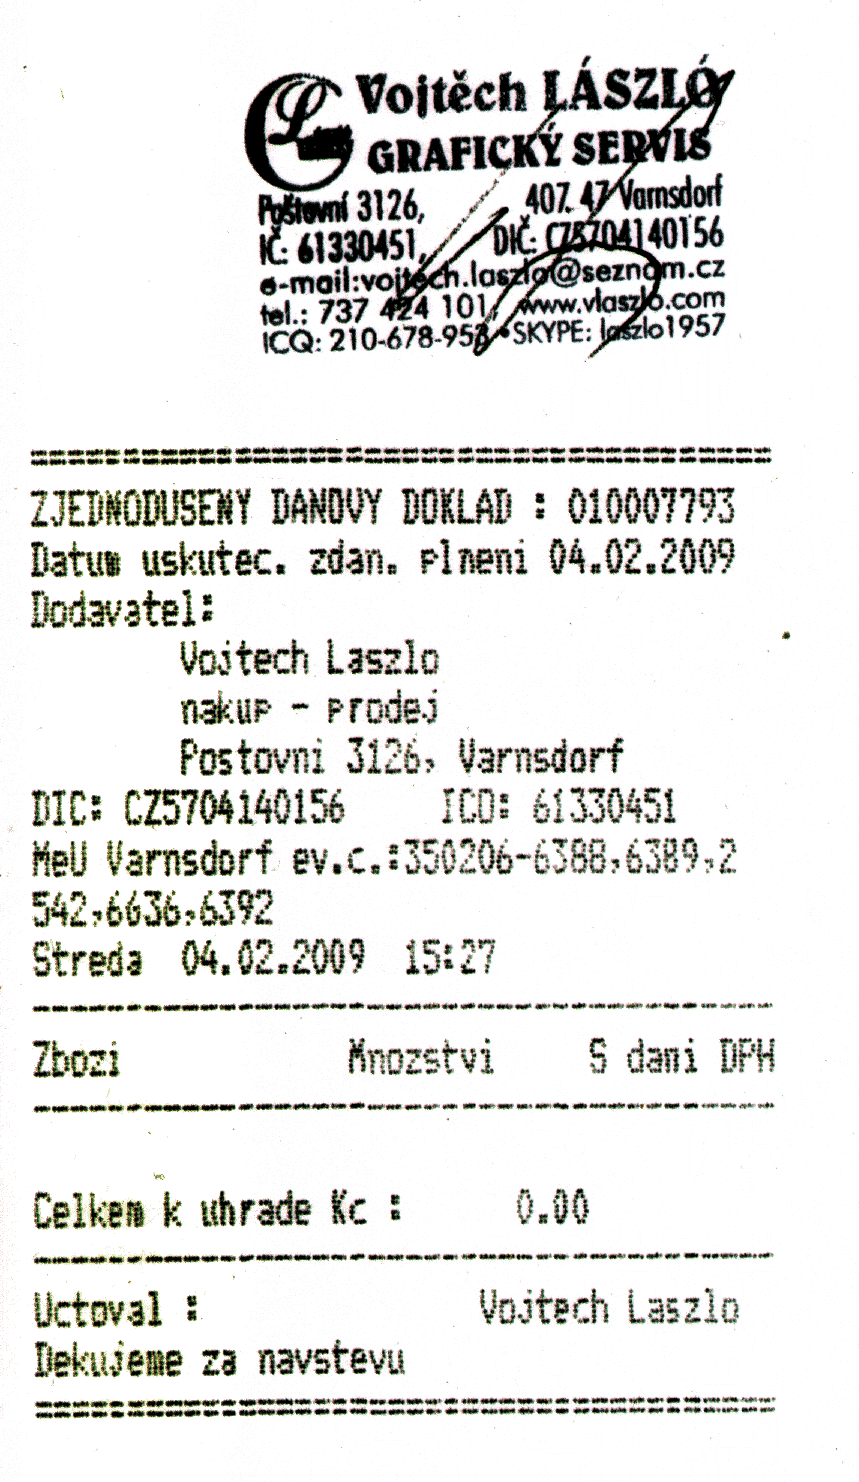 Vojtěch LÁSZLÓ
GRAFICKÝ SERVIS
Poštovní 3126, 407 47 Varnsdorf
IČ: 61330451, DIČ: CZ5704140156
e-mail:vojtech.laszlo@seznam.cz
tel.: 737 424 101, www.vlaszlo.com
ICQ: 210-678-953 • SKYPE: laszlo1957
========================================
ZJEDNODUSENY DANOVY DOKLAD : 010007793
Datum uskutec. zdan. plneni 04.02.2009
Dodavatel:
Vojtech Laszlo
nakup - prodej
Postovni 3126, Varnsdorf
DIC: CZ5704140156 ICO: 61330451
MeU Varnsdorf ev.c.:350206-6388,6389,2
542,6636,6392
Streda 04.02.2009 15:27
----------------------------------------
Zbozi Mnozstvi S dani DPH
----------------------------------------
Celkem k uhrade Kc : 0.00
----------------------------------------
Uctoval : Vojtech Laszlo
Dekujeme za navstevu
========================================